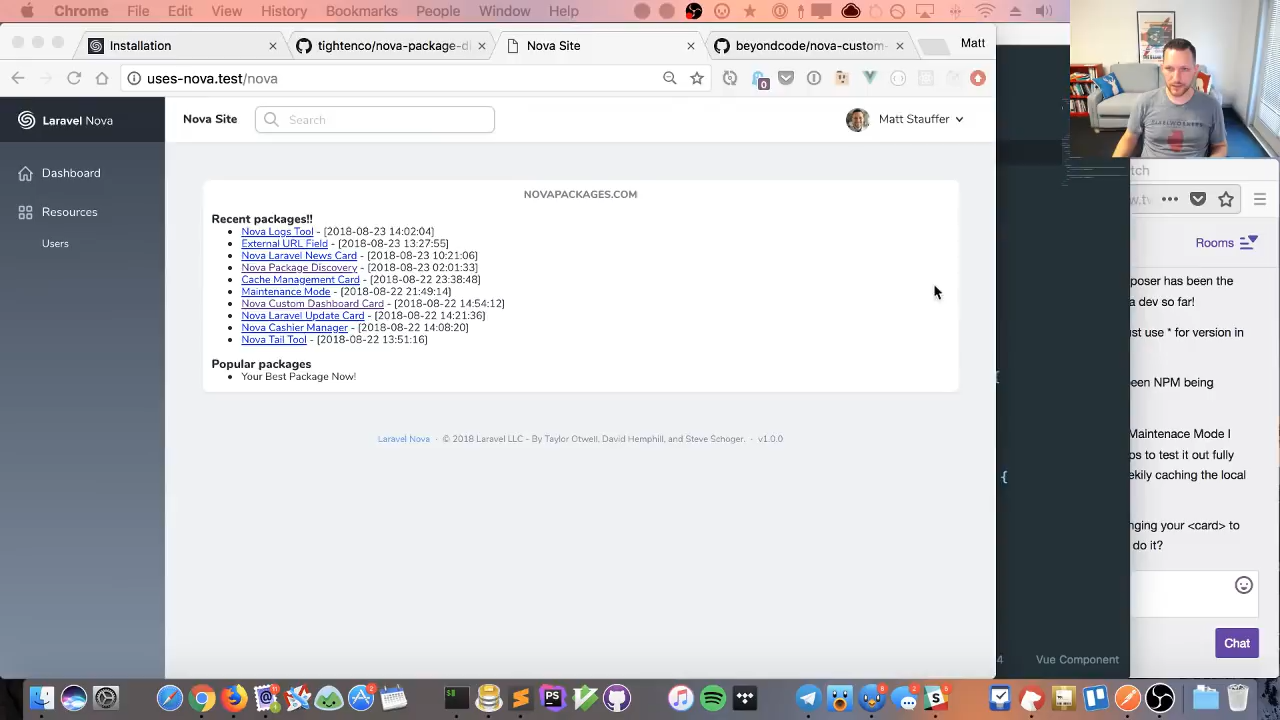 Chrome File Edit View History Bookmarks People Window Help
Installation
tightenco/nova-package
Nova Site
beyondcode/nova-custom
Matt
uses-nova.test/nova
0
Laravel Nova
Nova Site
Search
Matt Stauffer
Dashboard
Resources
Users
NOVAPACKAGES.COM
Recent packages!!
Nova Logs Tool - [2018-08-23 14:02:04]
External URL Field - [2018-08-23 13:27:55]
Nova Laravel News Card - [2018-08-23 10:21:06]
Nova Package Discovery - [2018-08-23 02:01:33]
Cache Management Card - [2018-08-22 23:38:48]
Maintenance Mode - [2018-08-22 21:49:14]
Nova Custom Dashboard Card - [2018-08-22 14:54:12]
Nova Laravel Update Card - [2018-08-22 14:21:36]
Nova Cashier Manager - [2018-08-22 14:08:20]
Nova Tail Tool - [2018-08-22 13:51:16]
Popular packages
Your Best Package Now!
Laravel Nova · © 2018 Laravel LLC - By Taylor Otwell, David Hemphill, and Steve Schoger. · v1.0.0
{
4 Vue Component
tch
Rooms
poser has been the
a dev so far!
ust use * for version in
een NPM being
Maintenace Mode I
os to test it out fully
ekily caching the local
nging your <card> to
do it?
Chat